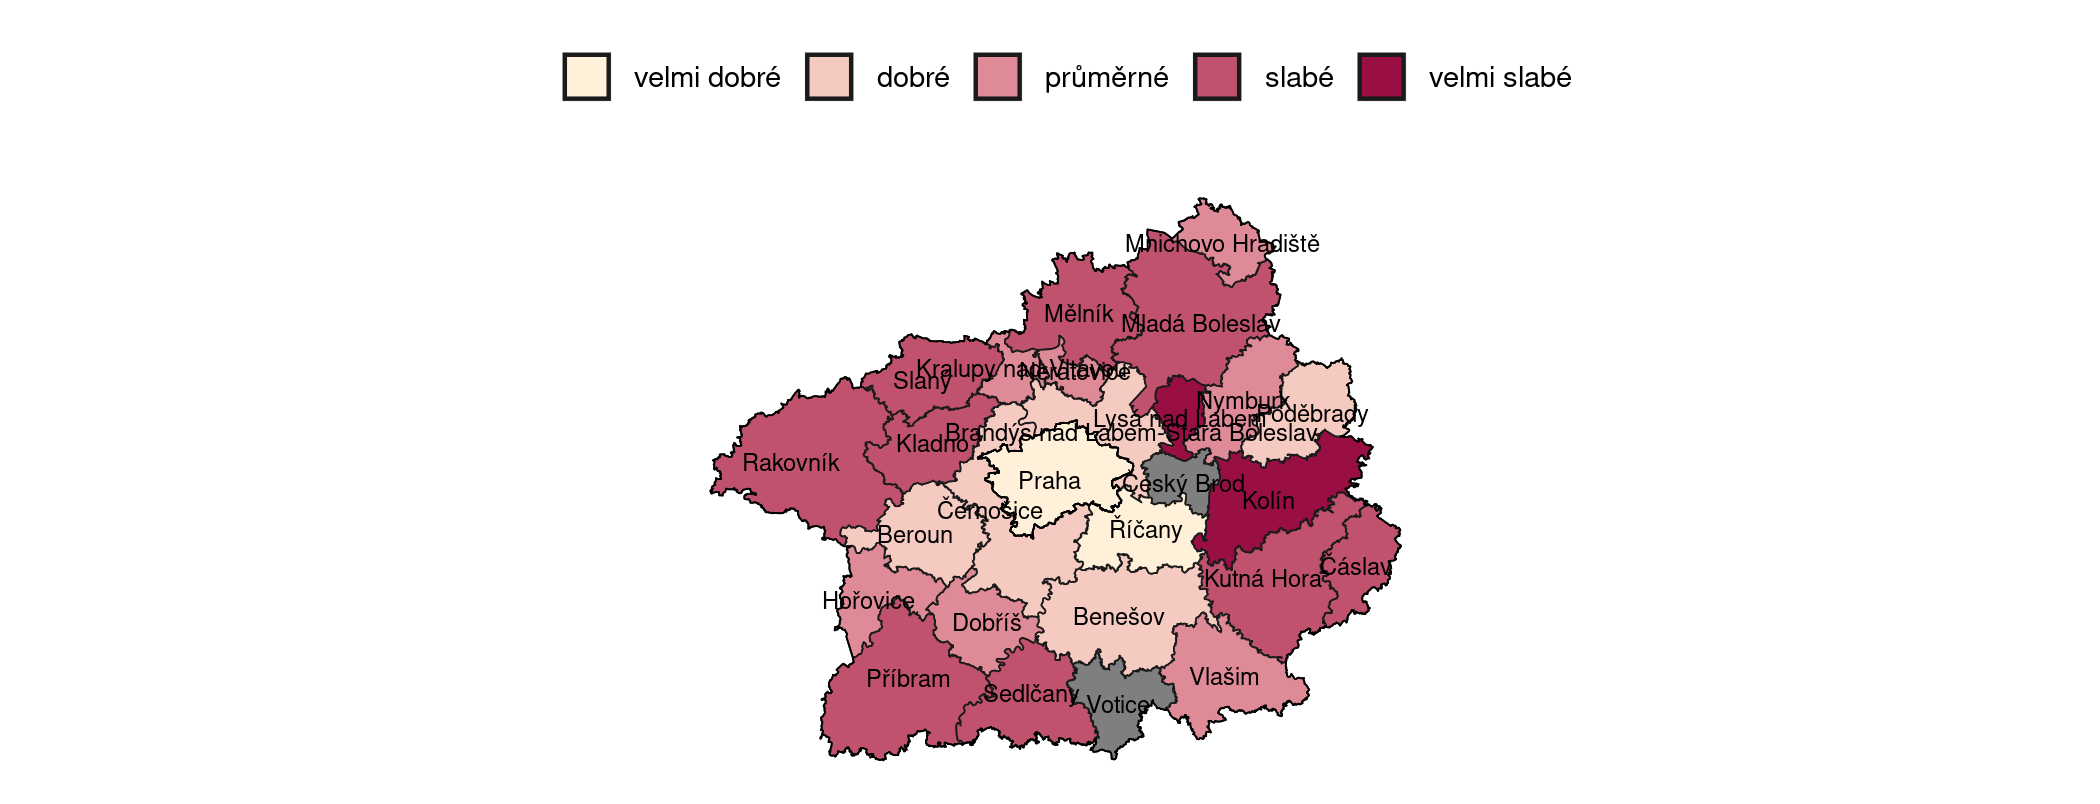 velmi dobré dobré průměrné slabé velmi slabé
Mnichovo Hradiště
Mělník
Mladá Boleslav
Kralupy nad Vltavou
Neratovice
Slaný
Nymburk
Poděbrady
Lysá nad Labem
Brandýs nad Labem-Stará Boleslav
Kladno
Rakovník
Praha
Český Brod
Kolín
Černošice
Říčany
Beroun
Čáslav
Kutná Hora
Hořovice
Benešov
Dobříš
Vlašim
Příbram
Sedlčany
Votice